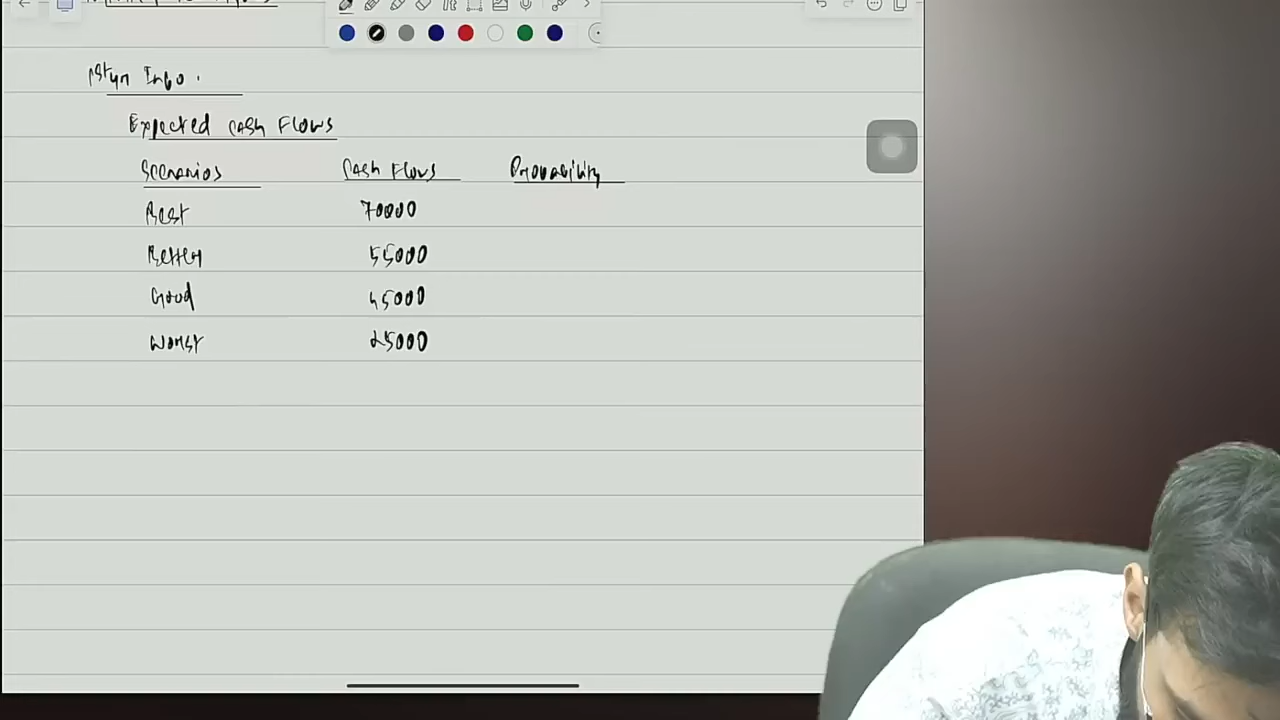 1st yr Info.
Expected Cash Flows
Scenarios Cash Flows Probability
Best 70000
Better 55000
Good 45000
Worst 25000